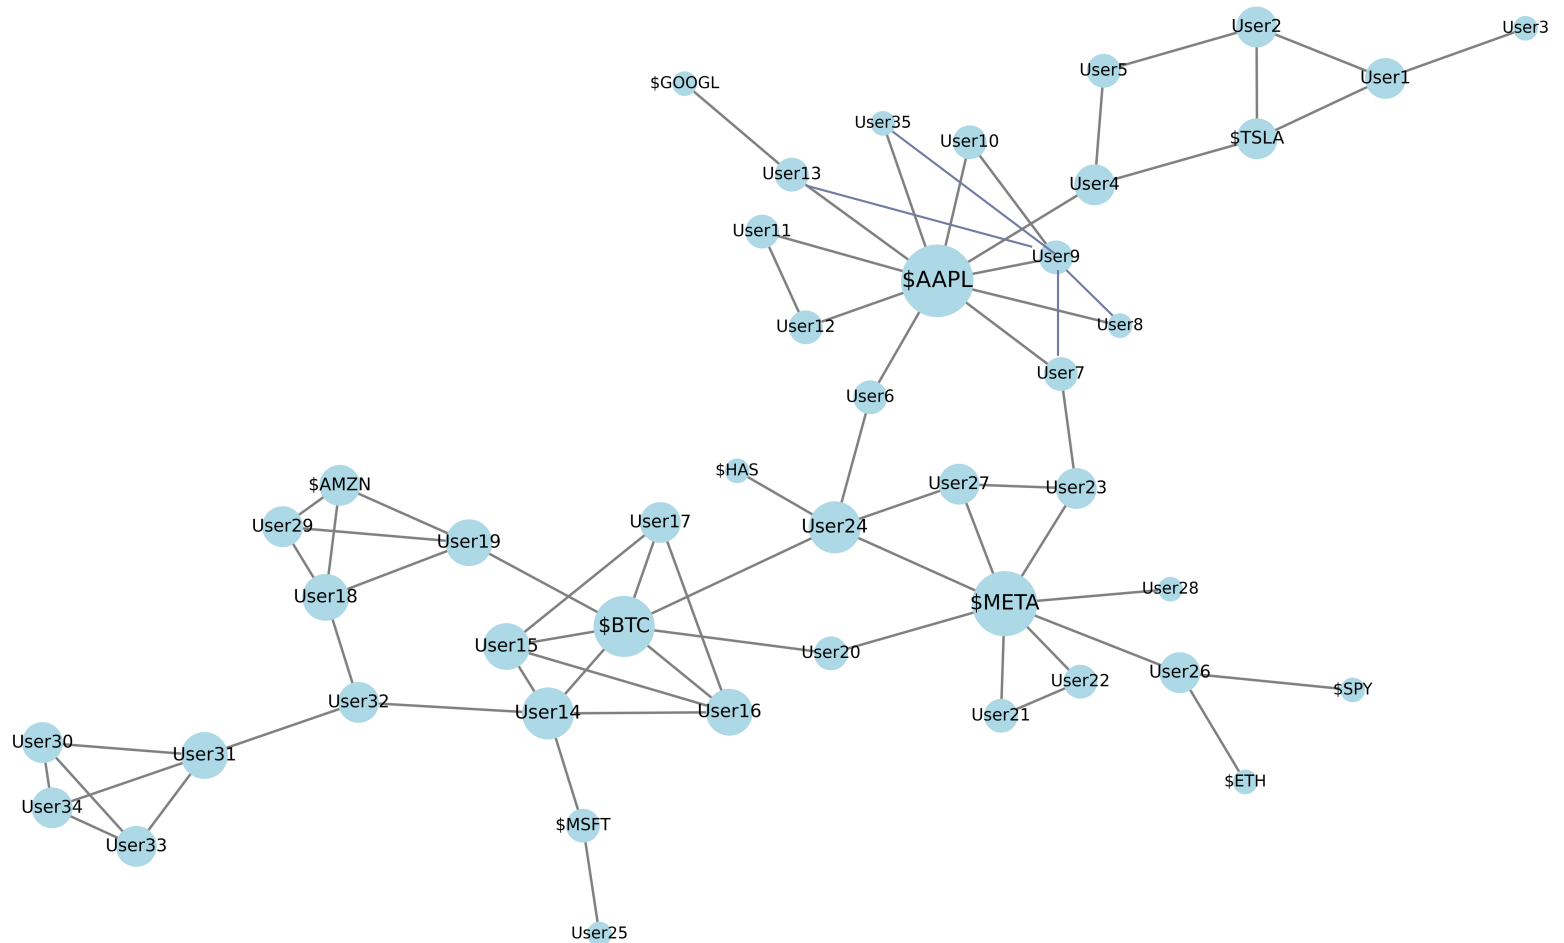 User2
User3
User5
User1
$GOOGL
User35
User10
$TSLA
User13
User4
User11
User9
$AAPL
User12
User8
User7
User6
$HAS
User27
User23
$AMZN
User29
User17
User24
User19
User18
User28
$META
$BTC
User15
User20
User26
User22
$SPY
User32
User14
User16
User21
User30
User31
$ETH
User34
$MSFT
User33
User25